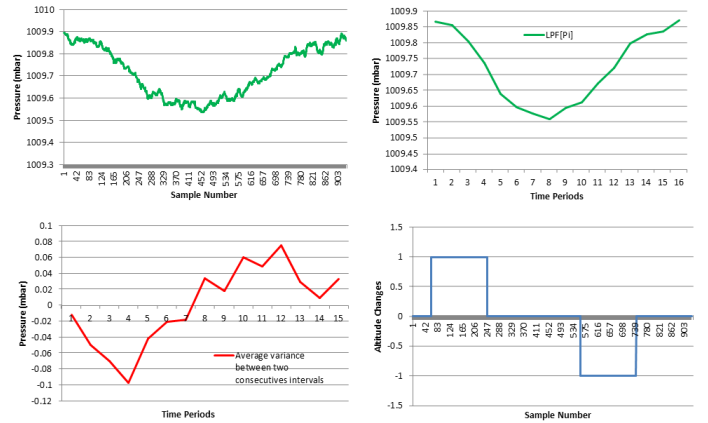 1010
1009.9
1009.8
1009.7
1009.6
1009.5
1009.4
1009.3
Pressure (mbar)
1 42 83 124 165 206 247 288 329 370 411 452 493 534 575 616 657 698 739 780 821 862 903
Sample Number
1009.9
1009.85
1009.8
1009.75
1009.7
1009.65
1009.6
1009.55
1009.5
1009.45
1009.4
Pressure (mbar)
LPF[Pi]
1 2 3 4 5 6 7 8 9 10 11 12 13 14 15 16
Time Periods
0.1
0.08
0.06
0.04
0.02
0
-0.02
-0.04
-0.06
-0.08
-0.1
-0.12
Pressure (mbar)
1 2 3 4 5 6 7 8 9 10 11 12 13 14 15
Average variance
between two
consecutives intervals
Time Periods
1.5
1
0.5
0
-0.5
-1
-1.5
Altitude Changes
1 42 83 124 165 206 247 288 329 370 411 452 493 534 575 616 657 698 739 780 821 862 903
Sample Number